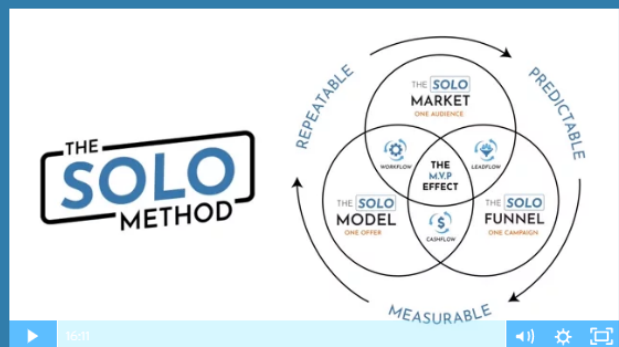 THE
SOLO
METHOD
REPEATABLE
PREDICTABLE
MEASURABLE
THE SOLO
MARKET
ONE AUDIENCE
WORKFLOW
THE
M.V.P
EFFECT
LEADFLOW
THE SOLO
MODEL
ONE OFFER
THE SOLO
FUNNEL
ONE CAMPAIGN
$
CASHFLOW
16:11